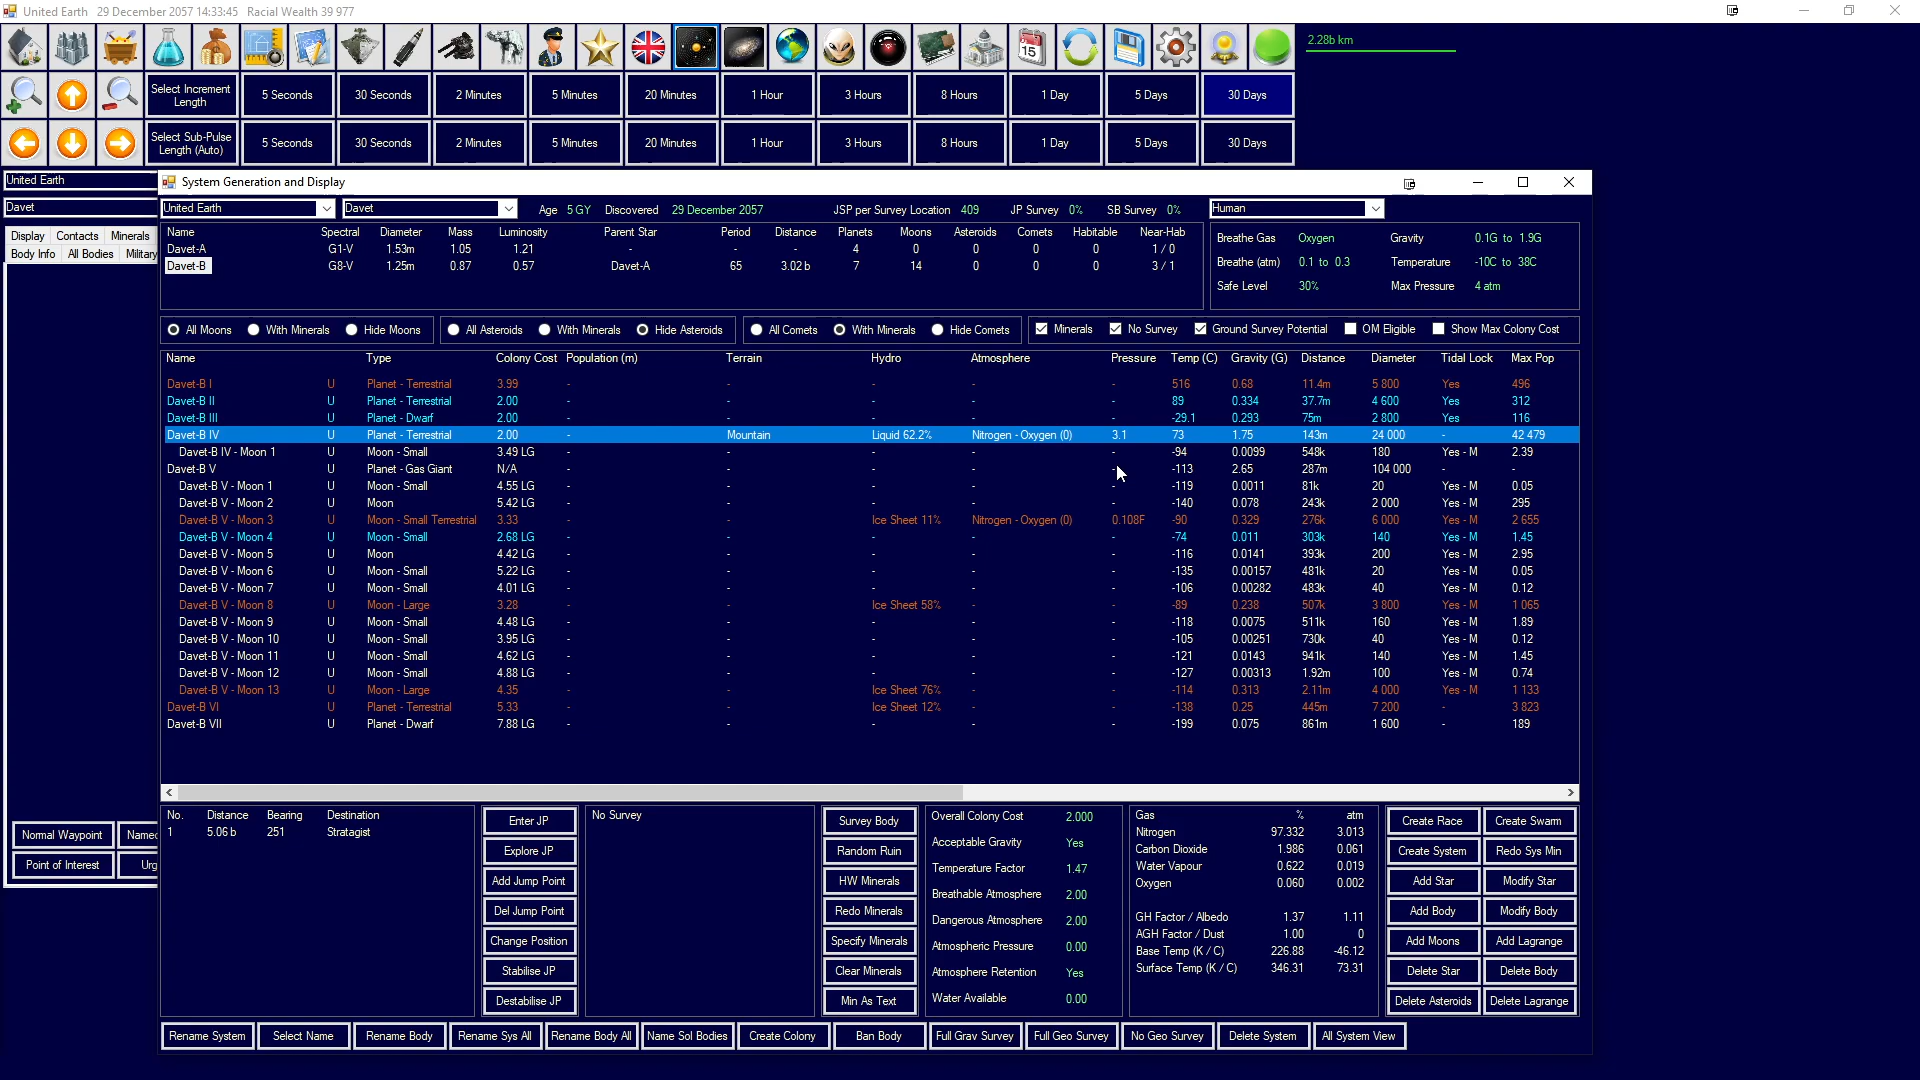 United Earth   29 December 2057 14:33:45   Racial Wealth 39 977
2.28b km
Select Increment Length 5 Seconds 30 Seconds 2 Minutes 5 Minutes 20 Minutes 1 Hour 3 Hours 8 Hours 1 Day 5 Days 30 Days
Select Sub-Pulse Length (Auto) 5 Seconds 30 Seconds 2 Minutes 5 Minutes 20 Minutes 1 Hour 3 Hours 8 Hours 1 Day 5 Days 30 Days
United Earth
Davet
Display Contacts Minerals
Body Info All Bodies Military
Normal Waypoint Named
Point of Interest Urg
System Generation and Display
United Earth Davet Age 5 GY Discovered 29 December 2057 JSP per Survey Location 409 JP Survey 0% SB Survey 0% Human
Name Spectral Diameter Mass Luminosity Parent Star Period Distance Planets Moons Asteroids Comets Habitable Near-Hab
Davet-A G1-V 1.53m 1.05 1.21 - - - 4 0 0 0 0 1 / 0
Davet-B G8-V 1.25m 0.87 0.57 Davet-A 65 3.02 b 7 14 0 0 0 3 / 1
Breathe Gas Oxygen Gravity 0.1G to 1.9G
Breathe (atm) 0.1 to 0.3 Temperature -10C to 38C
Safe Level 30% Max Pressure 4 atm
All Moons With Minerals Hide Moons All Asteroids With Minerals Hide Asteroids All Comets With Minerals Hide Comets Minerals No Survey Ground Survey Potential OM Eligible Show Max Colony Cost
Name Type Colony Cost Population (m) Terrain Hydro Atmosphere Pressure Temp (C) Gravity (G) Distance Diameter Tidal Lock Max Pop
Davet-B I U Planet - Terrestrial 3.99 - - - - - 516 0.68 11.4m 5 800 Yes 496
Davet-B II U Planet - Terrestrial 2.00 - - - - - 89 0.334 37.7m 4 600 Yes 312
Davet-B III U Planet - Dwarf 2.00 - - - - - -29.1 0.293 75m 2 800 Yes 116
Davet-B IV U Planet - Terrestrial 2.00 - Mountain Liquid 62.2% Nitrogen - Oxygen (0) 3.1 73 1.75 143m 24 000 - 42 479
Davet-B IV - Moon 1 U Moon - Small 3.49 LG - - - - - -94 0.0099 548k 180 Yes - M 2.39
Davet-B V U Planet - Gas Giant N/A - - - - - -113 2.65 287m 104 000 - -
Davet-B V - Moon 1 U Moon - Small 4.55 LG - - - - - -119 0.0011 81k 20 Yes - M 0.05
Davet-B V - Moon 2 U Moon 5.42 LG - - - - - -140 0.078 243k 2 000 Yes - M 295
Davet-B V - Moon 3 U Moon - Small Terrestrial 3.33 - - Ice Sheet 11% Nitrogen - Oxygen (0) 0.108F -90 0.329 276k 6 000 Yes - M 2 655
Davet-B V - Moon 4 U Moon - Small 2.68 LG - - - - - -74 0.011 303k 140 Yes - M 1.45
Davet-B V - Moon 5 U Moon 4.42 LG - - - - - -116 0.0141 393k 200 Yes - M 2.95
Davet-B V - Moon 6 U Moon - Small 5.22 LG - - - - - -135 0.00157 481k 20 Yes - M 0.05
Davet-B V - Moon 7 U Moon - Small 4.01 LG - - - - - -106 0.00282 483k 40 Yes - M 0.12
Davet-B V - Moon 8 U Moon - Large 3.28 - - Ice Sheet 58% - - -89 0.238 507k 3 800 Yes - M 1 065
Davet-B V - Moon 9 U Moon - Small 4.48 LG - - - - - -118 0.0075 511k 160 Yes - M 1.89
Davet-B V - Moon 10 U Moon - Small 3.95 LG - - - - - -105 0.00251 730k 40 Yes - M 0.12
Davet-B V - Moon 11 U Moon - Small 4.62 LG - - - - - -121 0.0143 941k 140 Yes - M 1.45
Davet-B V - Moon 12 U Moon - Small 4.88 LG - - - - - -127 0.00313 1.92m 100 Yes - M 0.74
Davet-B V - Moon 13 U Moon - Large 4.35 - - Ice Sheet 76% - - -114 0.313 2.11m 4 000 Yes - M 1 133
Davet-B VI U Planet - Terrestrial 5.33 - - Ice Sheet 12% - - -138 0.25 445m 7 200 - 3 823
Davet-B VII U Planet - Dwarf 7.88 LG - - - - - -199 0.075 861m 1 600 - 189
No. Distance Bearing Destination
1 5.06 b 251 Stratagist
Enter JP
Explore JP
Add Jump Point
Del Jump Point
Change Position
Stabilise JP
Destabilise JP
No Survey
Survey Body
Random Ruin
HW Minerals
Redo Minerals
Specify Minerals
Clear Minerals
Min As Text
Overall Colony Cost 2.000
Acceptable Gravity Yes
Temperature Factor 1.47
Breathable Atmosphere 2.00
Dangerous Atmosphere 2.00
Atmospheric Pressure 0.00
Atmosphere Retention Yes
Water Available 0.00
Gas % atm
Nitrogen 97.332 3.013
Carbon Dioxide 1.986 0.061
Water Vapour 0.622 0.019
Oxygen 0.060 0.002
GH Factor / Albedo 1.37 1.11
AGH Factor / Dust 1.00 0
Base Temp (K / C) 226.88 -46.12
Surface Temp (K / C) 346.31 73.31
Create Race Create Swarm
Create System Redo Sys Min
Add Star Modify Star
Add Body Modify Body
Add Moons Add Lagrange
Delete Star Delete Body
Delete Asteroids Delete Lagrange
Rename System Select Name Rename Body Rename Sys All Rename Body All Name Sol Bodies Create Colony Ban Body Full Grav Survey Full Geo Survey No Geo Survey Delete System All System View